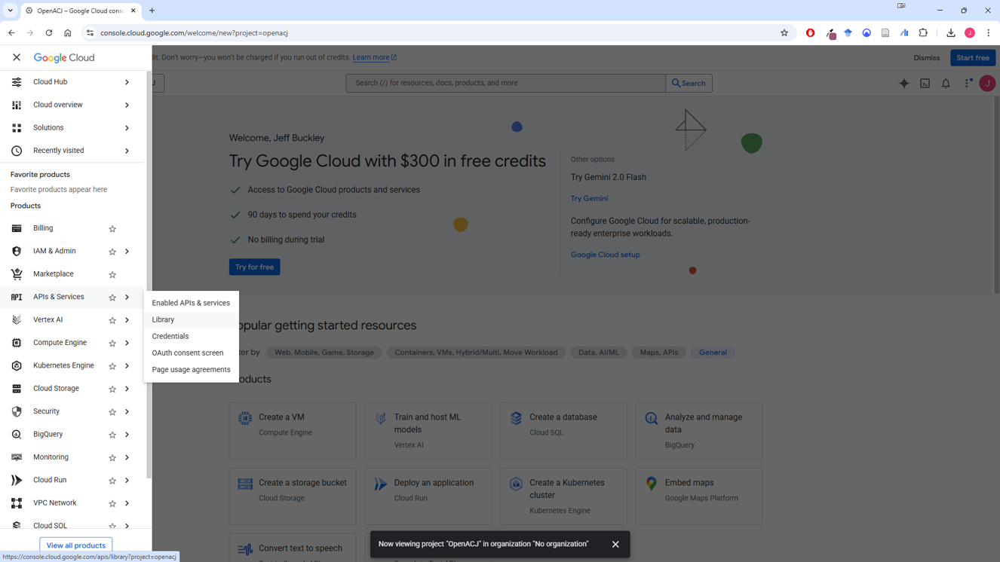 OpenACJ – Google Cloud conso
console.cloud.google.com/welcome/new?project=openacj
J
Google Cloud
dit. Don't worry—you won't be charged if you run out of credits. Learn more
Dismiss
Start free
J
Search (/) for resources, docs, products, and more
Search
J
Cloud Hub
Cloud overview
Solutions
Recently visited
Favorite products
Favorite products appear here
Products
Billing
IAM & Admin
Marketplace
API
APIs & Services
Vertex AI
Compute Engine
Kubernetes Engine
Cloud Storage
Security
BigQuery
Monitoring
Cloud Run
VPC Network
Cloud SQL
View all products
https://console.cloud.google.com/apis/library?project=openacj
Enabled APIs & services
Library
Credentials
OAuth consent screen
Page usage agreements
Welcome, Jeff Buckley
Try Google Cloud with $300 in free credits
Access to Google Cloud products and services
90 days to spend your credits
No billing during trial
Try for free
Other options
Try Gemini 2.0 Flash
Try Gemini
Configure Google Cloud for scalable, production-
ready enterprise workloads.
Google Cloud setup
opular getting started resources
ter by
Web, Mobile, Game, Storage
Containers, VMs, Hybrid/Multi, Move Workload
Data, AI/ML
Maps, APIs
General
roducts
Create a VM
Compute Engine
Train and host ML
models
Vertex AI
Create a database
Cloud SQL
Analyze and manage
data
BigQuery
Create a storage bucket
Cloud Storage
Deploy an application
Cloud Run
Create a Kubernetes
cluster
Kubernetes Engine
Embed maps
Google Maps Platform
Convert text to speech
Now viewing project "OpenACJ" in organization "No organization"